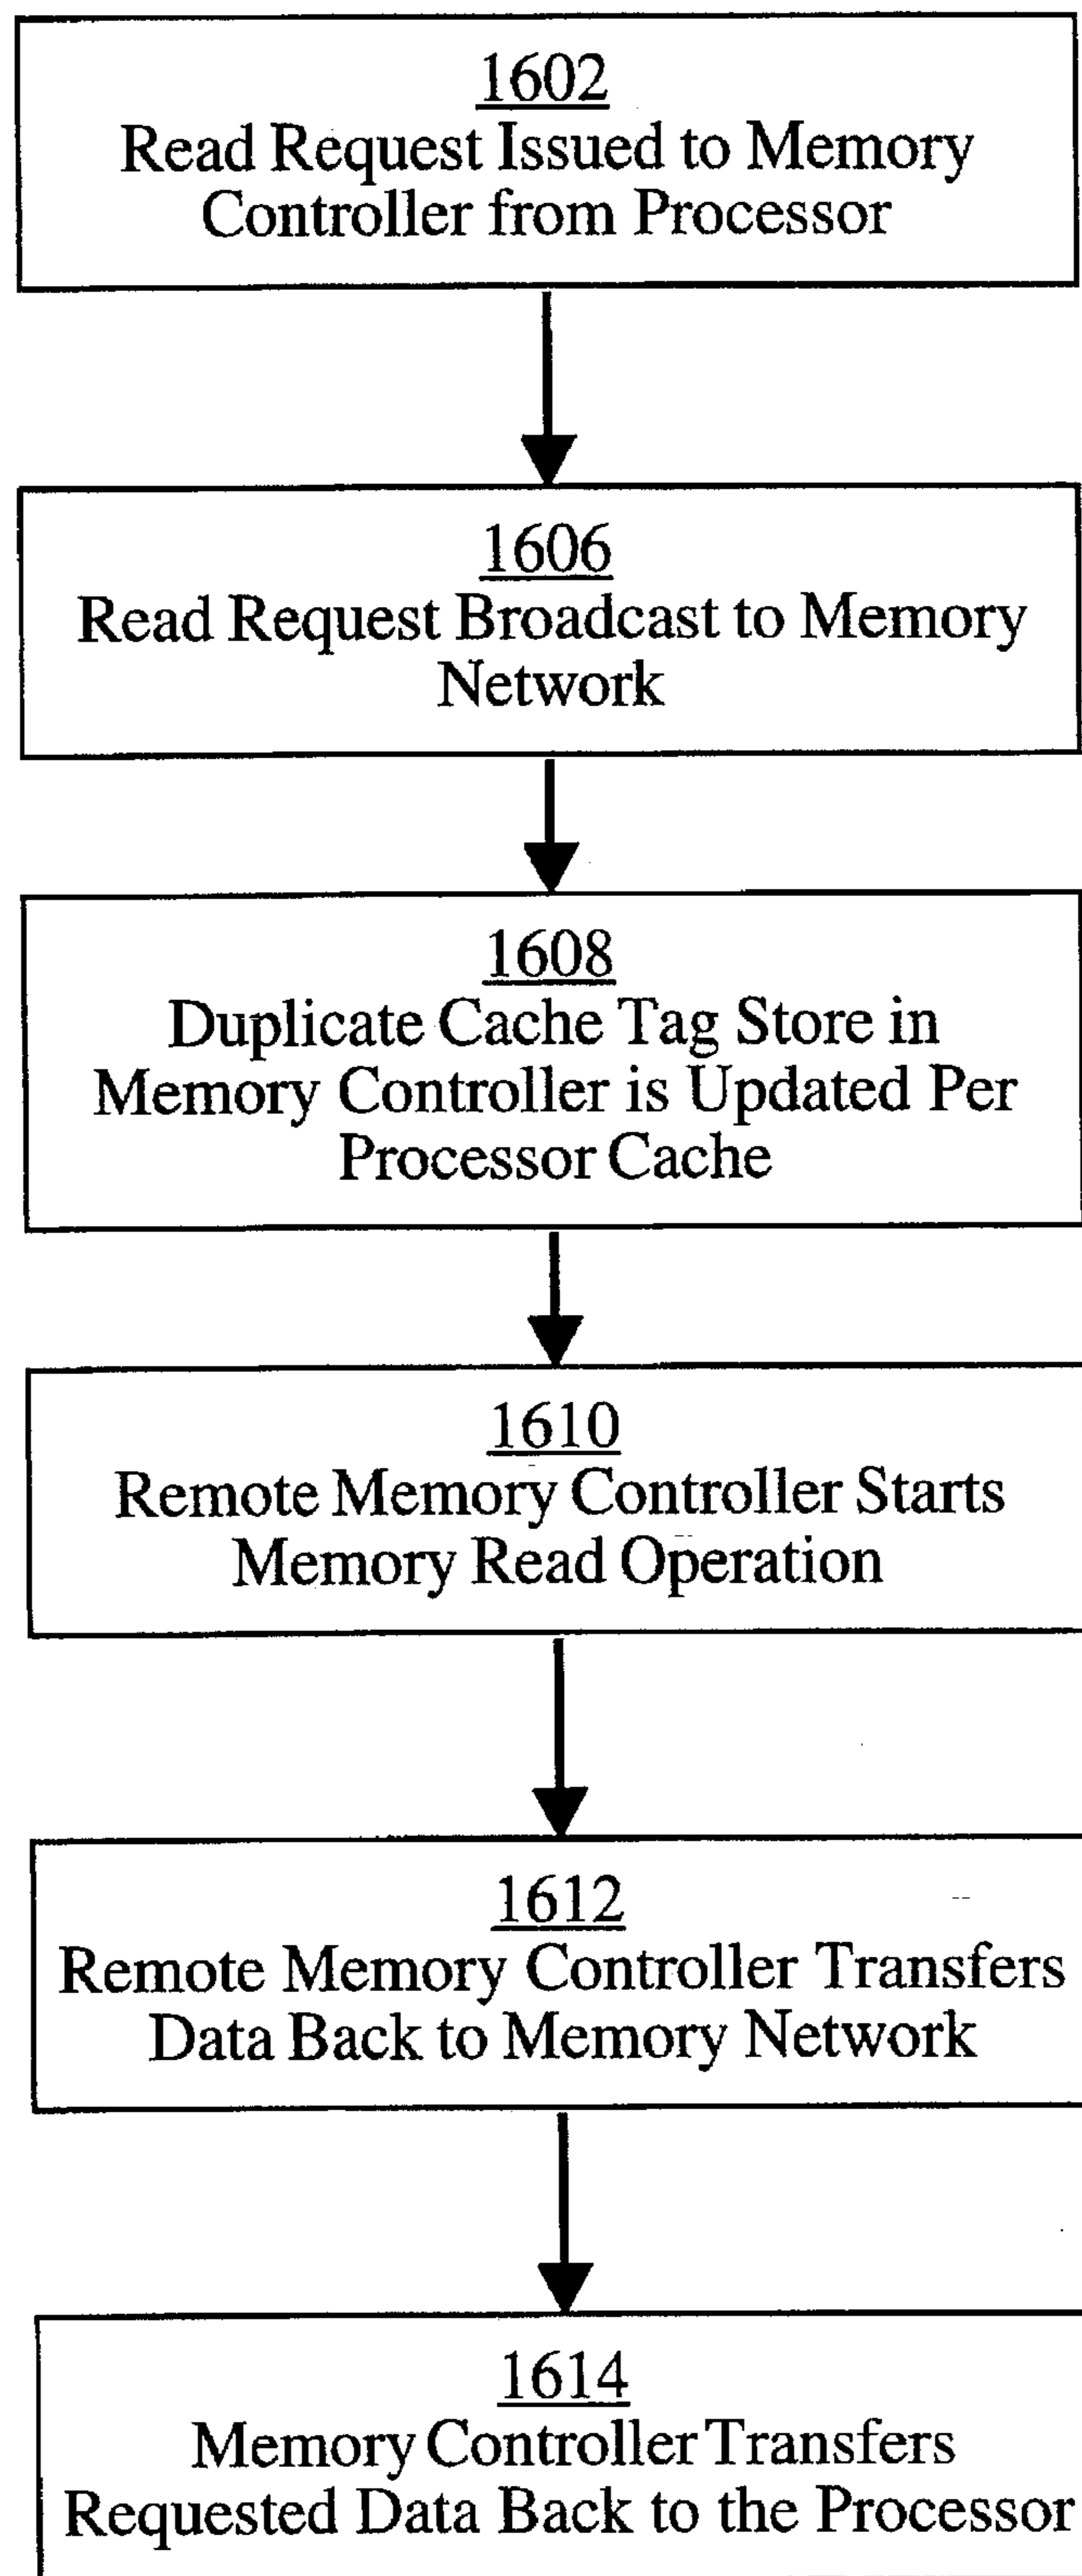 1602
Read Request Issued to Memory
Controller from Processor
1606
Read Request Broadcast to Memory
Network
1608
Duplicate Cache Tag Store in
Memory Controller is Updated Per
Processor Cache
1610
Remote Memory Controller Starts
Memory Read Operation
1612
Remote Memory Controller Transfers
Data Back to Memory Network
1614
Memory Controller Transfers
Requested Data Back to the Processor